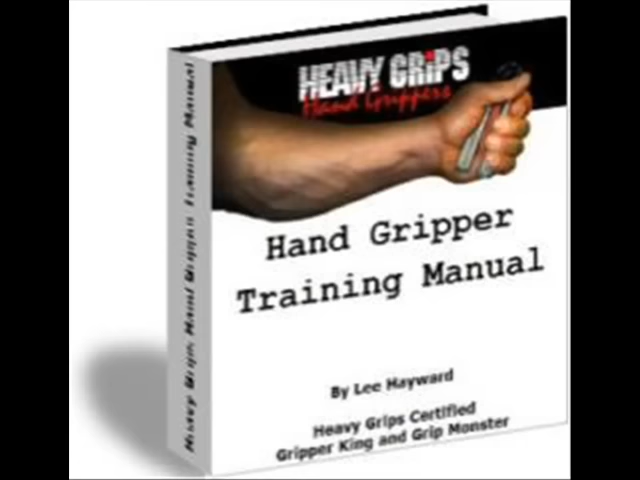 HEAVY GRIPS
Hand Grippers
Hand Gripper
Training Manual
By Lee Hayward
Heavy Grips Certified
Gripper King and Grip Monster
Heavy Grips Hand Gripper Training Manual